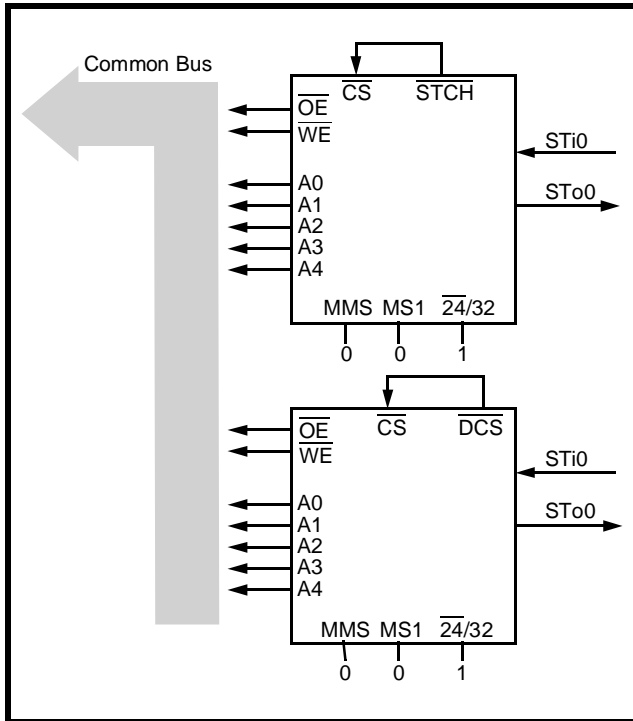 Common Bus
CS STCH
OE
WE
STi0
A0
STo0
A1
A2
A3
A4
MMS MS1 24/32
0 0 1
CS DCS
OE
WE
STi0
A0
STo0
A1
A2
A3
A4
MMS MS1 24/32
0 0 1